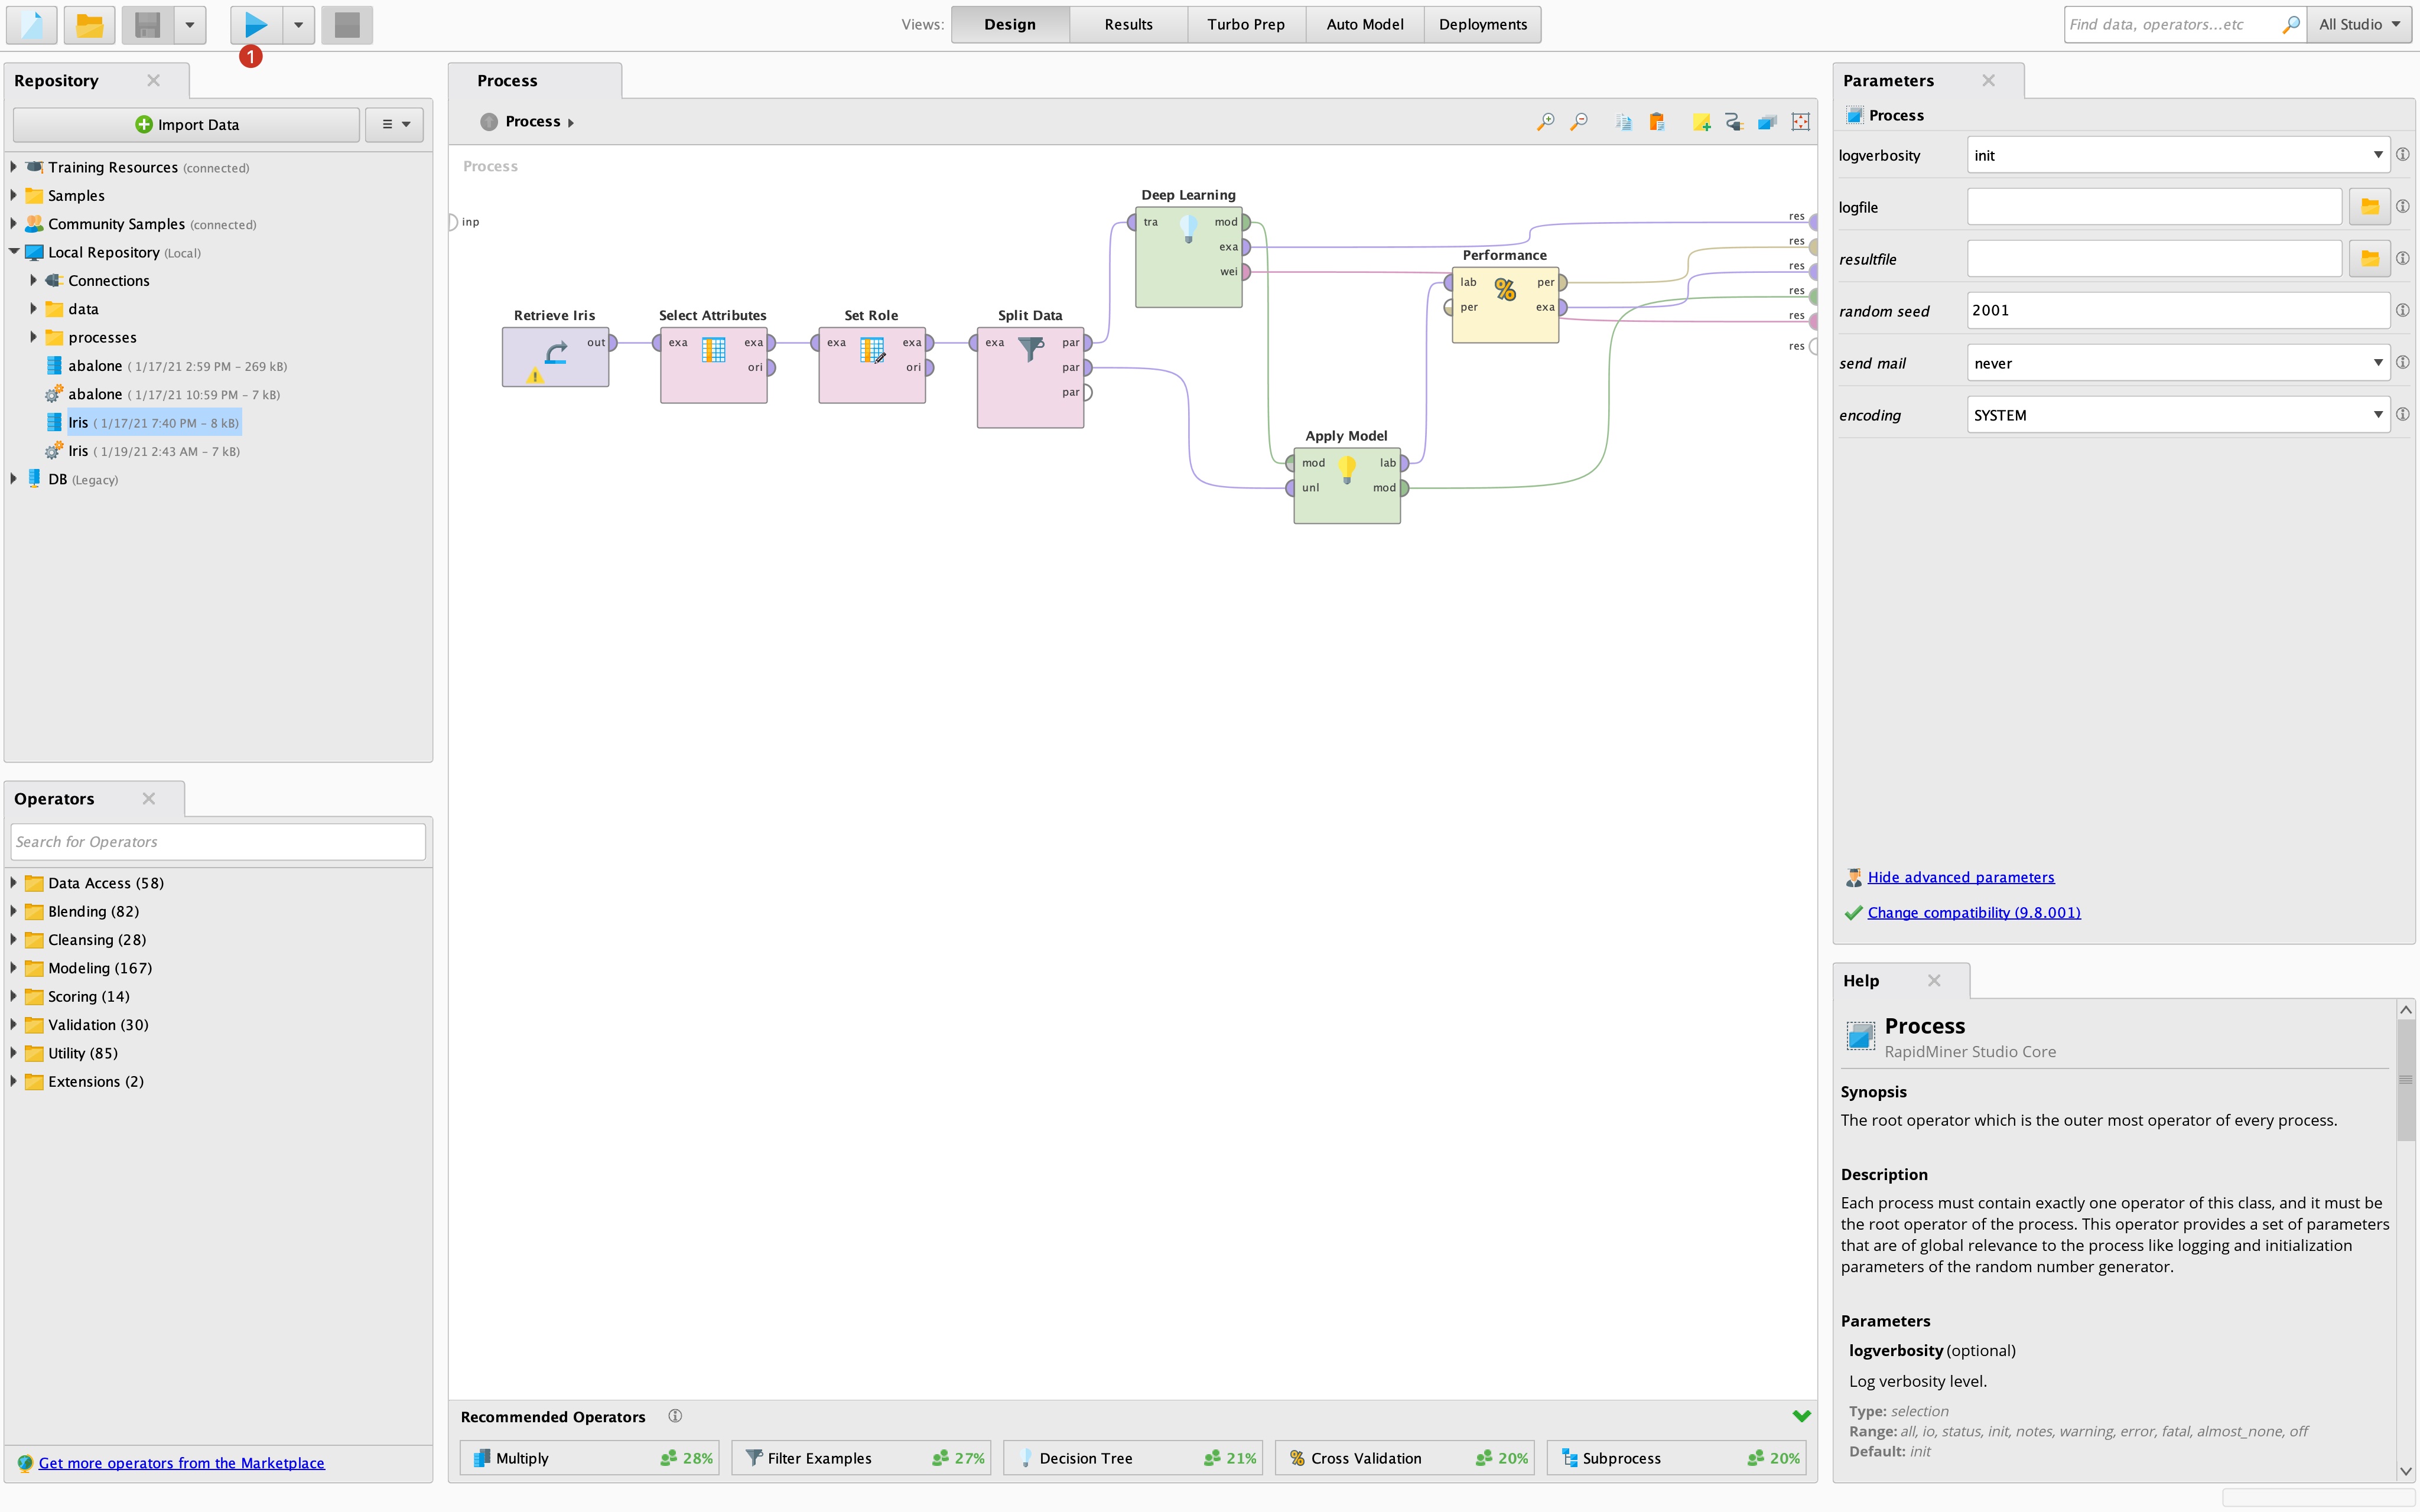 Views: Design Results Turbo Prep Auto Model Deployments
Find data, operators...etc
All Studio
1
Repository
Import Data
Training Resources (connected)
Samples
Community Samples (connected)
Local Repository (Local)
Connections
data
processes
abalone ( 1/17/21 2:59 PM – 269 kB)
abalone ( 1/17/21 10:59 PM – 7 kB)
Iris ( 1/17/21 7:40 PM – 8 kB)
Iris ( 1/19/21 2:43 AM – 7 kB)
DB (Legacy)
Operators
Search for Operators
Data Access (58)
Blending (82)
Cleansing (28)
Modeling (167)
Scoring (14)
Validation (30)
Utility (85)
Extensions (2)
Get more operators from the Marketplace
Process
Process
Process
inp
Retrieve Iris
out
Select Attributes
exa exa
ori
Set Role
exa exa
ori
Split Data
exa par
par
par
Deep Learning
tra mod
exa
wei
Apply Model
mod lab
unl mod
Performance
lab per
per exa
res
res
res
res
res
res
Recommended Operators
Multiply 28%
Filter Examples 27%
Decision Tree 21%
Cross Validation 20%
Subprocess 20%
Parameters
Process
logverbosity init
logfile
resultfile
random seed 2001
send mail never
encoding SYSTEM
Hide advanced parameters
Change compatibility (9.8.001)
Help
Process
RapidMiner Studio Core
Synopsis
The root operator which is the outer most operator of every process.
Description
Each process must contain exactly one operator of this class, and it must be
the root operator of the process. This operator provides a set of parameters
that are of global relevance to the process like logging and initialization
parameters of the random number generator.
Parameters
logverbosity (optional)
Log verbosity level.
Type: selection
Range: all, io, status, init, notes, warning, error, fatal, almost_none, off
Default: init